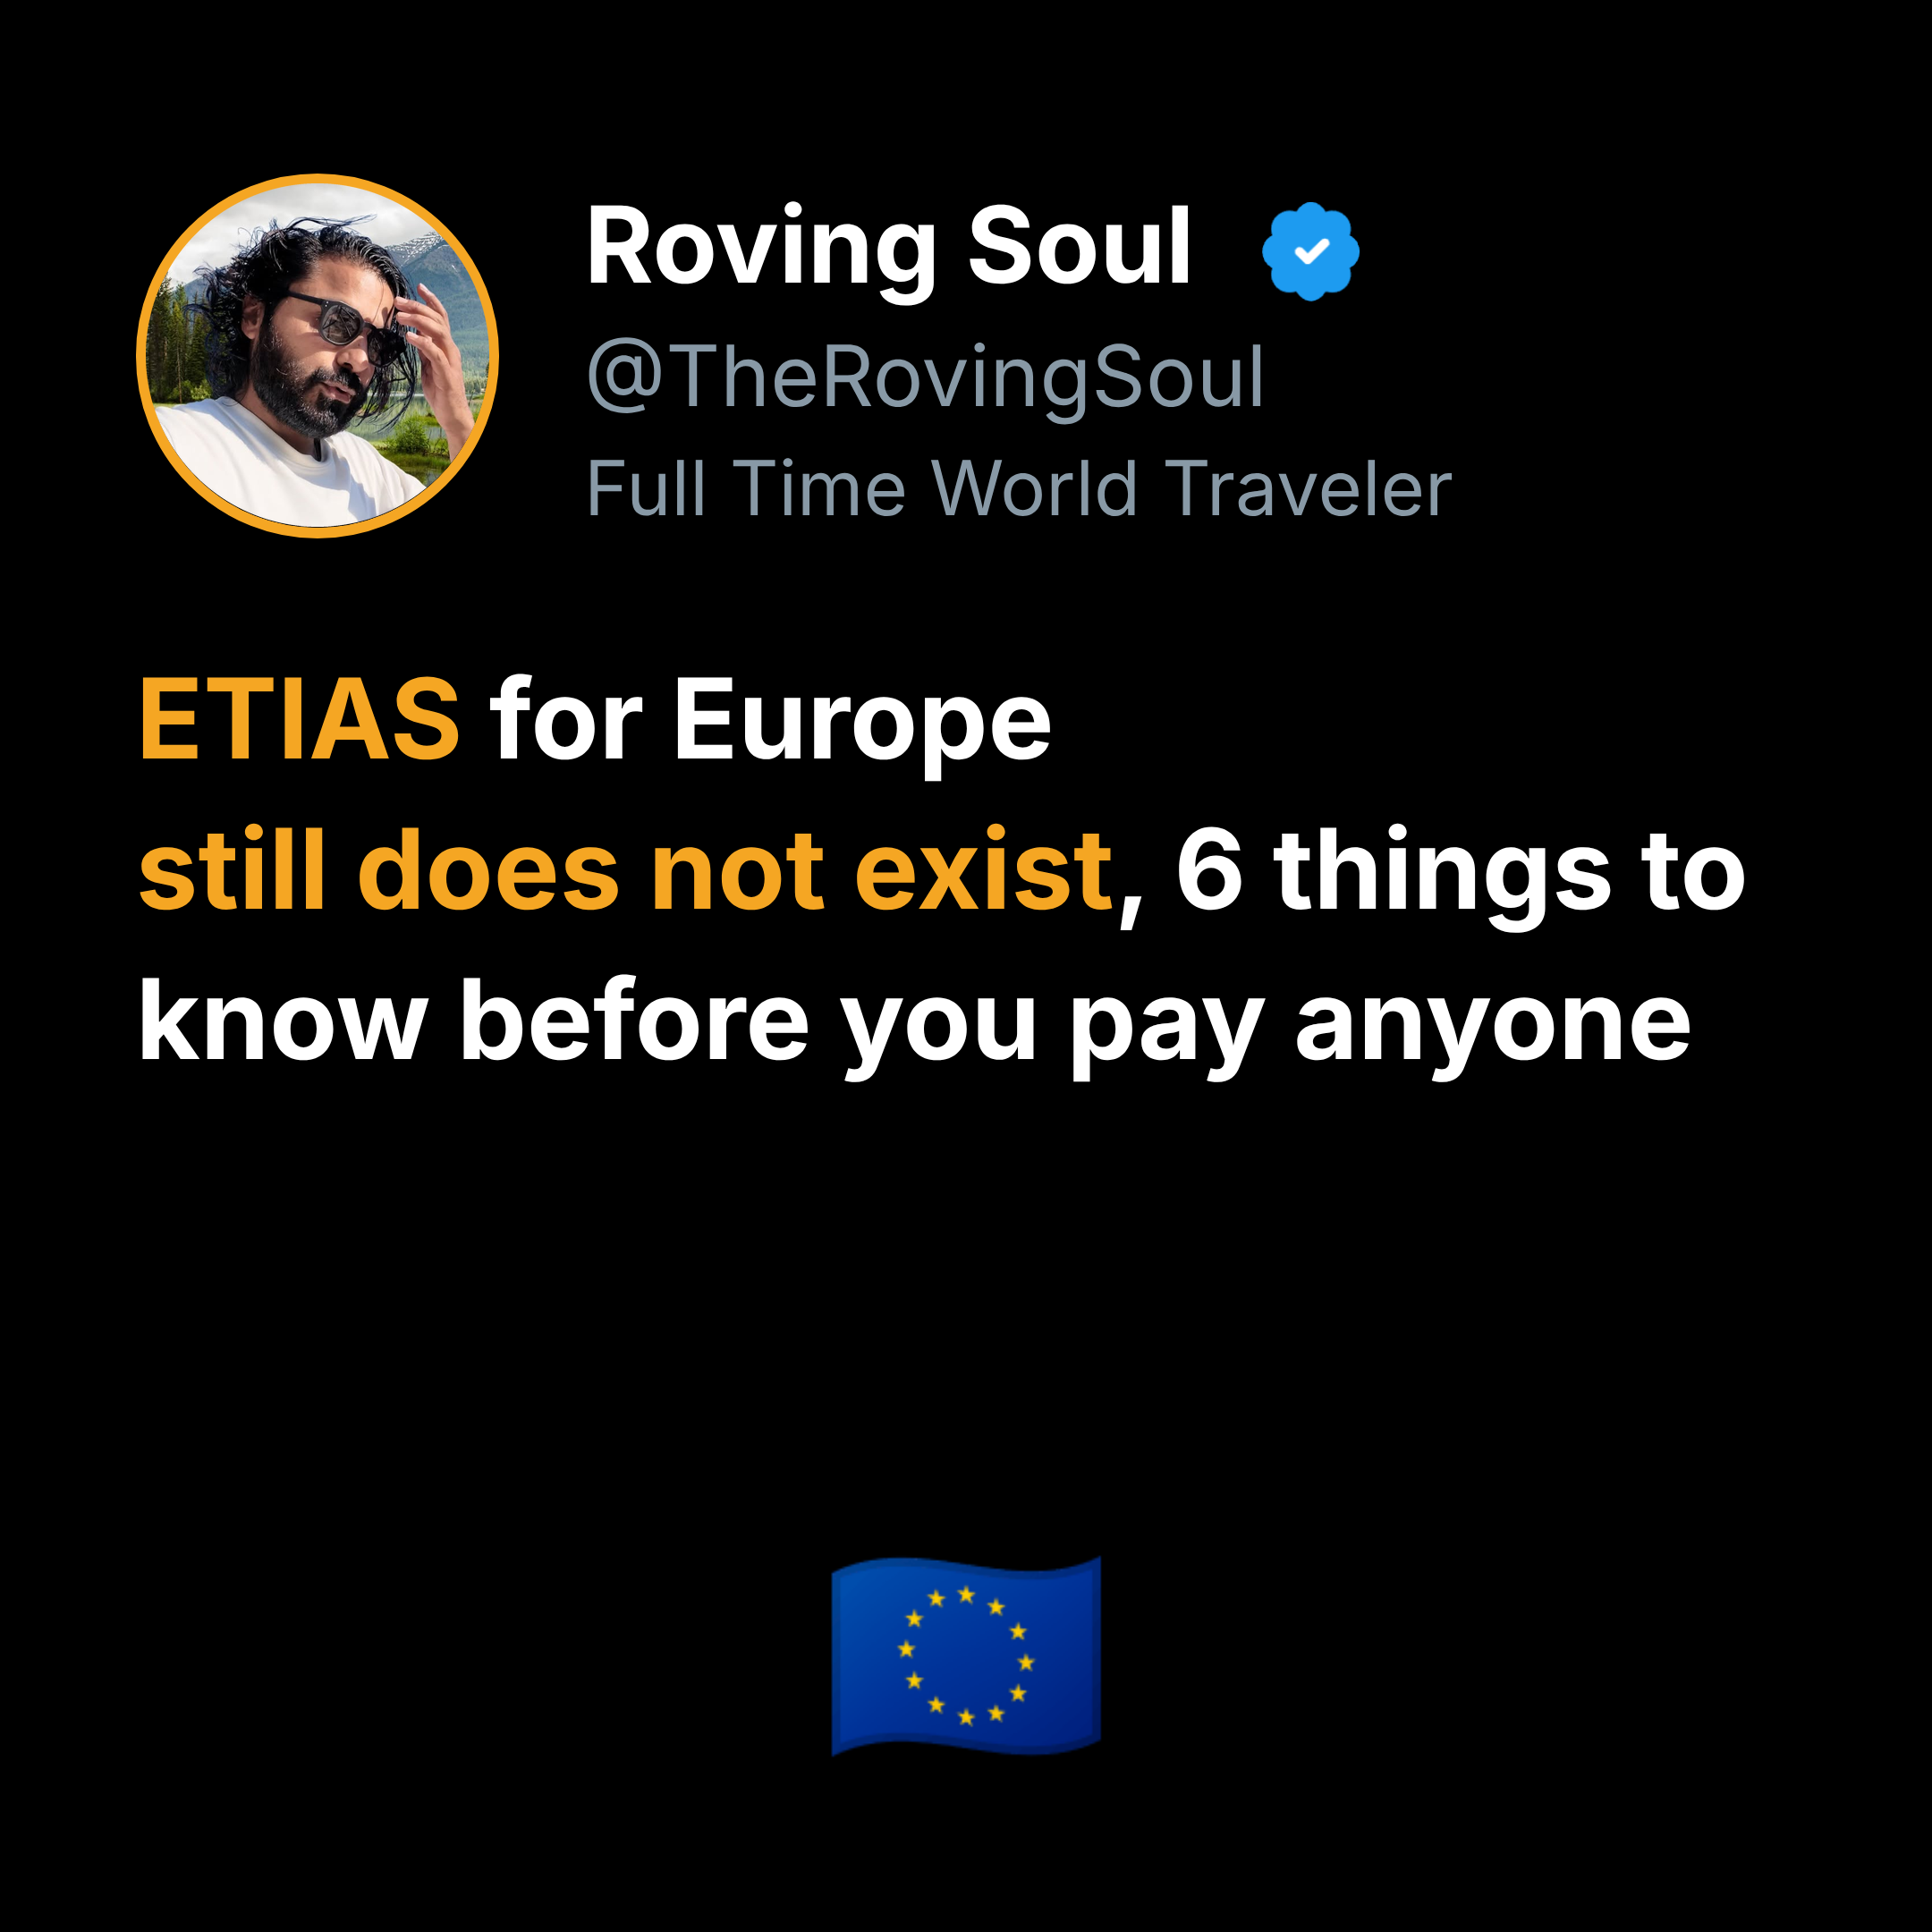 Roving Soul
@TheRovingSoul
Full Time World Traveler
ETIAS for Europe
still does not exist, 6 things to
know before you pay anyone